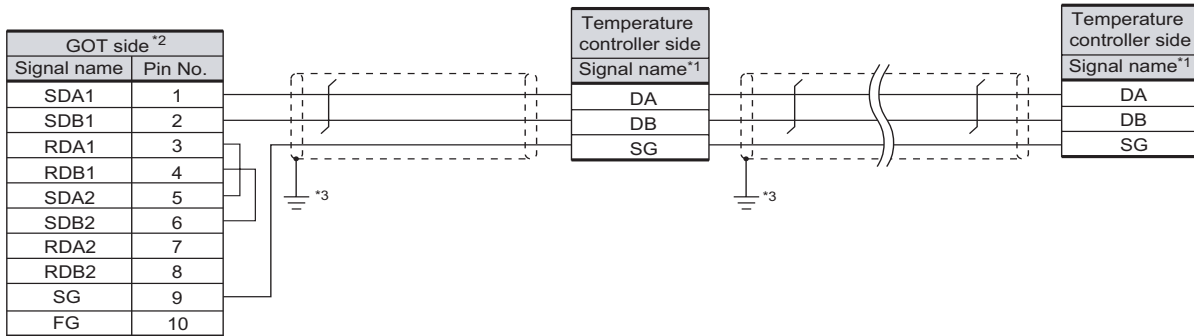 GOT side*2
Signal name Pin No.
SDA1 1
SDB1 2
RDA1 3
RDB1 4
SDA2 5
SDB2 6
RDA2 7
RDB2 8
SG 9
FG 10
*3
Temperature
controller side
Signal name*1
DA
DB
SG
*3
Temperature
controller side
Signal name*1
DA
DB
SG